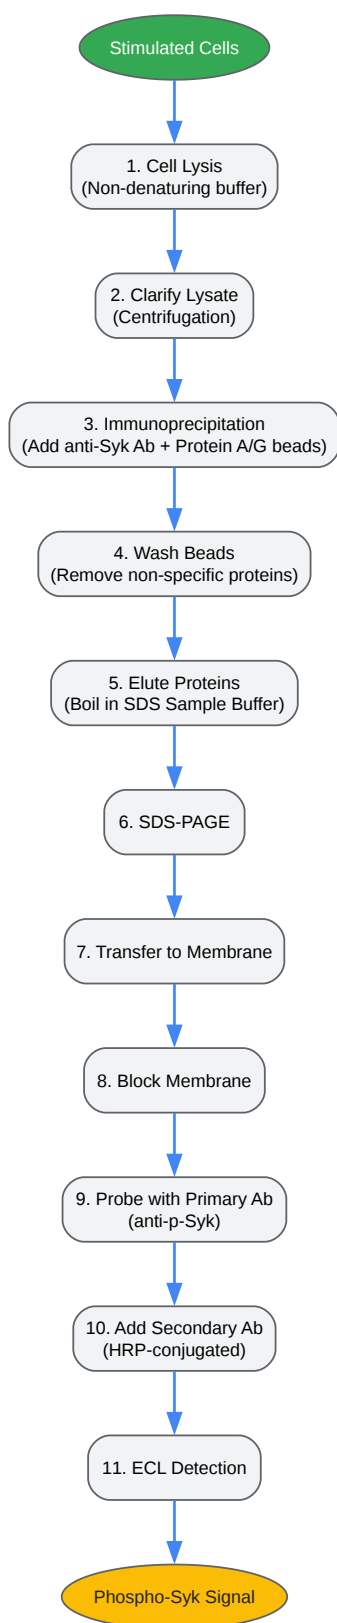 Stimulated Cells
1. Cell Lysis
(Non-denaturing buffer)
2. Clarify Lysate
(Centrifugation)
3. Immunoprecipitation
(Add anti-Syk Ab + Protein A/G beads)
4. Wash Beads
(Remove non-specific proteins)
5. Elute Proteins
(Boil in SDS Sample Buffer)
6. SDS-PAGE
7. Transfer to Membrane
8. Block Membrane
9. Probe with Primary Ab
(anti-p-Syk)
10. Add Secondary Ab
(HRP-conjugated)
11. ECL Detection
Phospho-Syk Signal